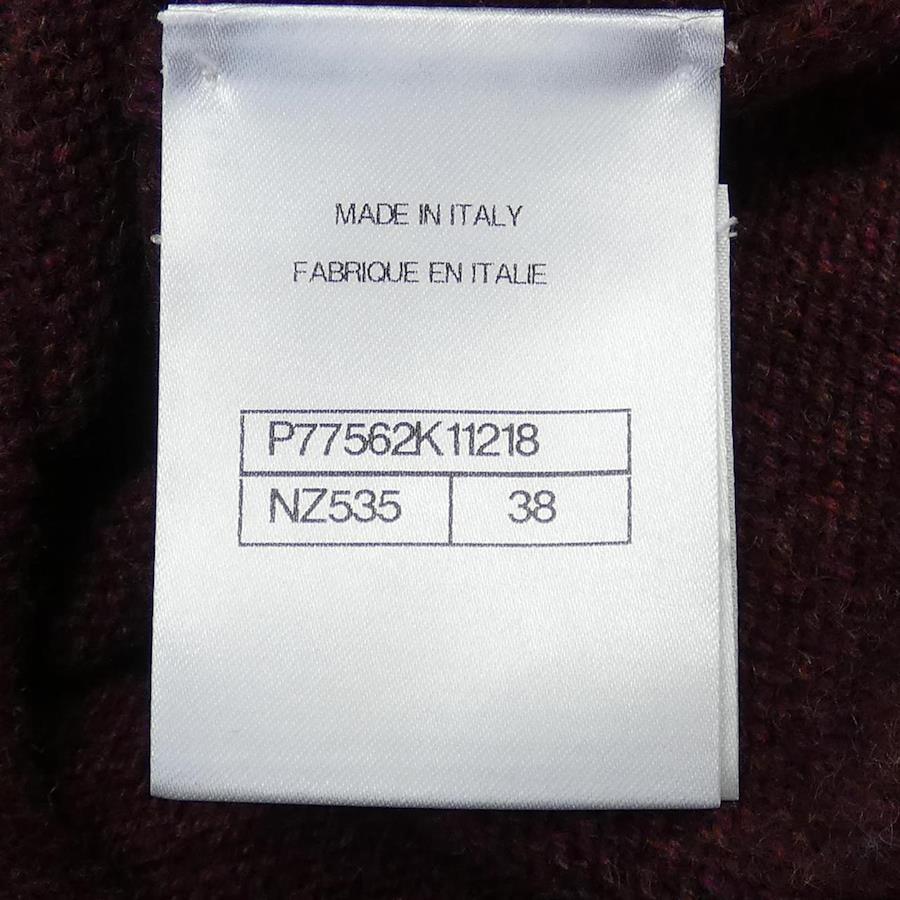 MADE IN ITALY
FABRIQUE EN ITALIE
P77562K11218
NZ535 38